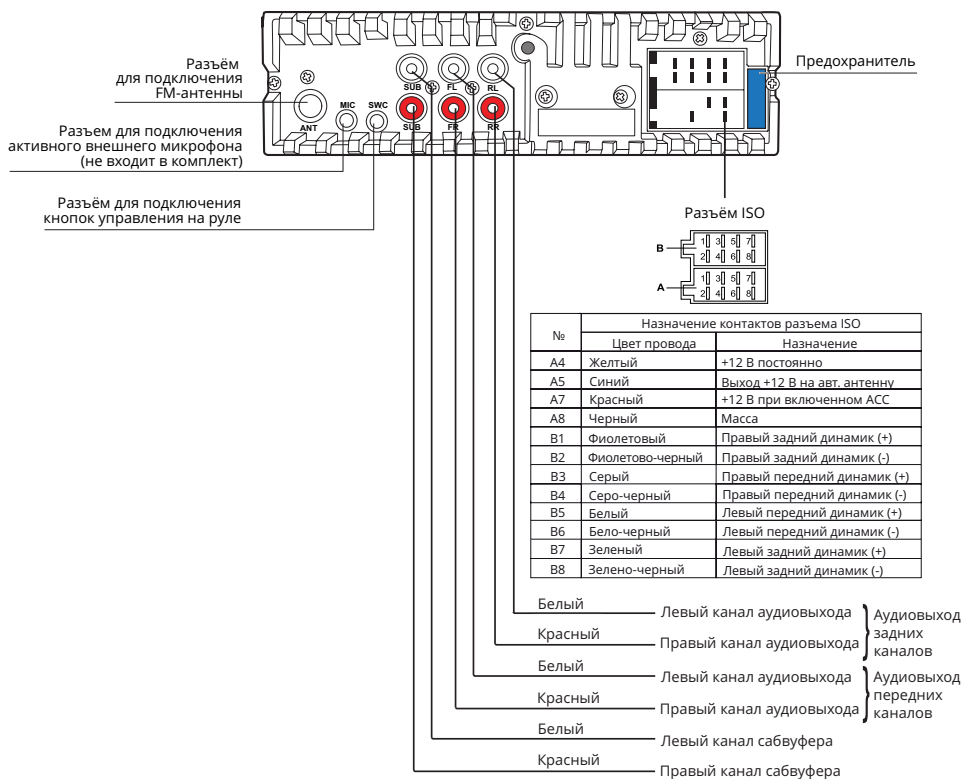 Разъём
для подключения
FM-антенны
Разъем для подключения
активного внешнего микрофона
(не входит в комплект)
Разъём для подключения
кнопок управления на руле
ANT
MIC
SWC
SUB
FL
RL
SUB
FR
RR
Предохранитель
Разъём ISO
B
1 3 5 7
2 4 6 8
A
1 3 5 7
2 4 6 8
№ Назначение контактов разъема ISO
Цвет провода Назначение
A4 Желтый +12 В постоянно
A5 Синий Выход +12 В на авт. антенну
A7 Красный +12 В при включенном ACC
A8 Черный Масса
B1 Фиолетовый Правый задний динамик (+)
B2 Фиолетово-черный Правый задний динамик (-)
B3 Серый Правый передний динамик (+)
B4 Серо-черный Правый передний динамик (-)
B5 Белый Левый передний динамик (+)
B6 Бело-черный Левый передний динамик (-)
B7 Зеленый Левый задний динамик (+)
B8 Зелено-черный Левый задний динамик (-)
Белый Левый канал аудиовыхода
Красный Правый канал аудиовыхода
Аудиовыход
задних
каналов
Белый Левый канал аудиовыхода
Красный Правый канал аудиовыхода
Аудиовыход
передних
каналов
Белый Левый канал сабвуфера
Красный Правый канал сабвуфера